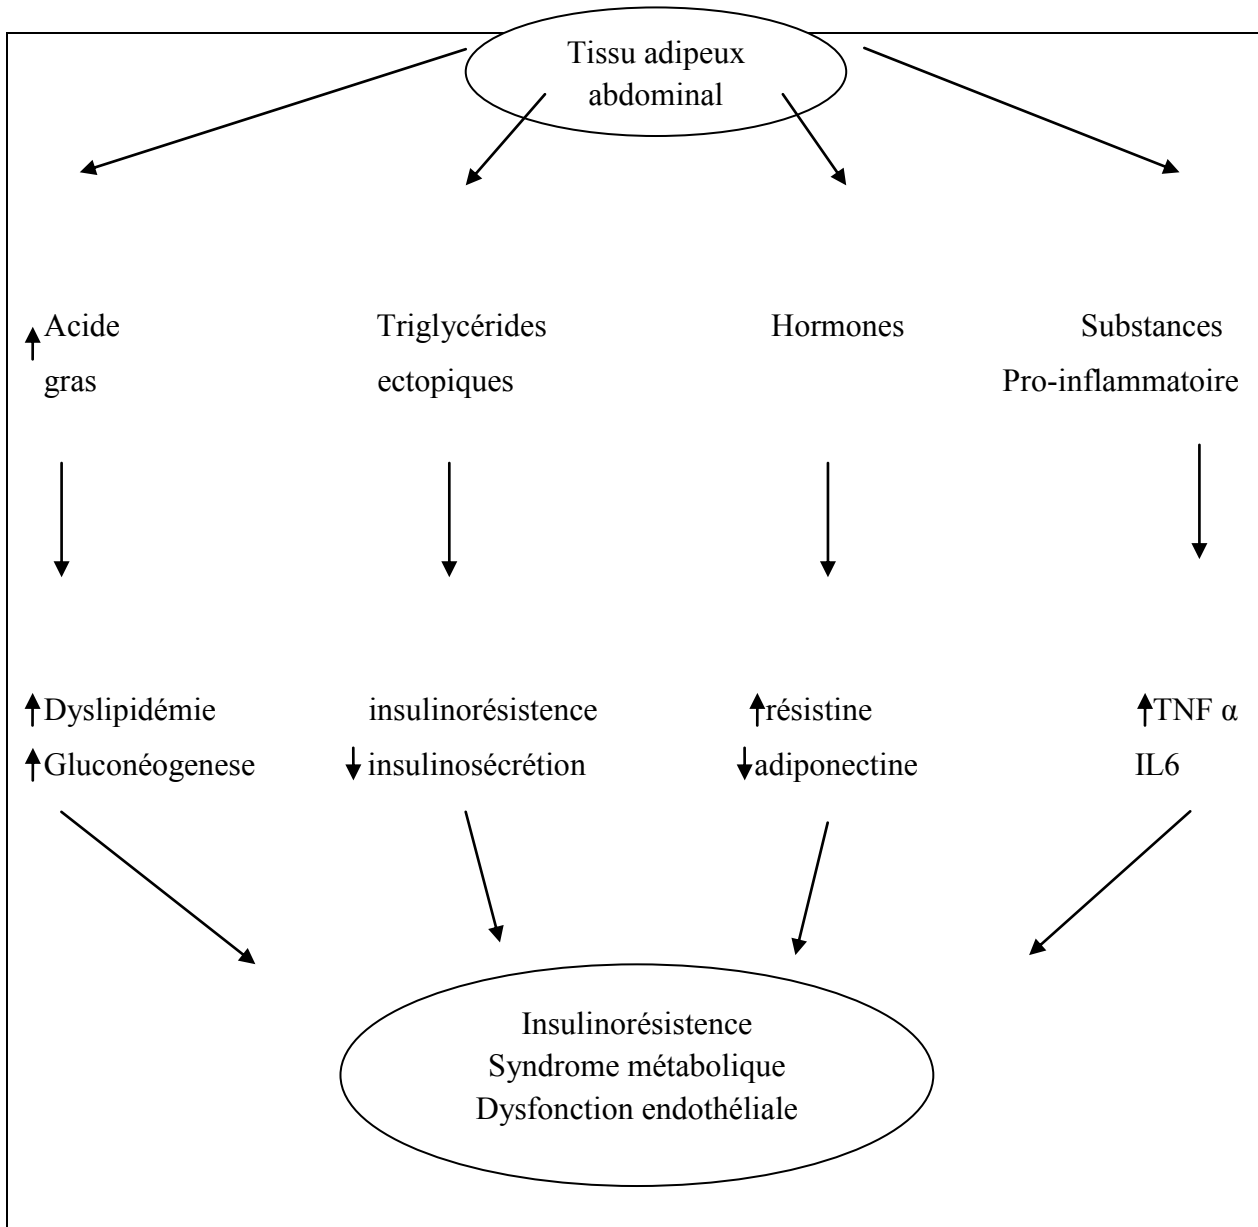 Tissu adipeux
abdominal
Acide
gras
Triglycérides
ectopiques
Hormones
Substances
Pro-inflammatoire
Dyslipidémie
Gluconéogenese
insulinorésistence
insulinosécrétion
résistine
adiponectine
TNF α
IL6
Insulinorésistence
Syndrome métabolique
Dysfonction endothéliale